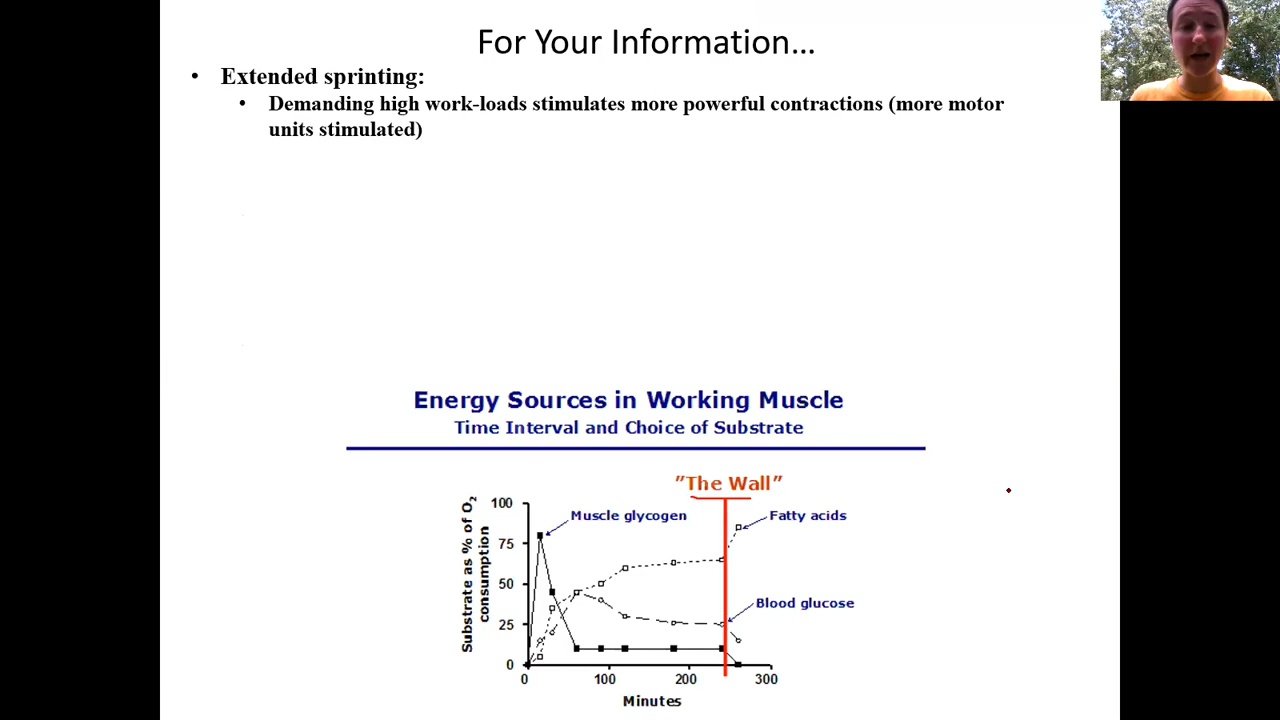 For Your Information…
• Extended sprinting:
• Demanding high work-loads stimulates more powerful contractions (more motor
units stimulated)
Energy Sources in Working Muscle
Time Interval and Choice of Substrate
”The Wall”
Substrate as % of O₂
consumption
100
75
50
25
0
Muscle glycogen
Fatty acids
Blood glucose
0
100
200
300
Minutes